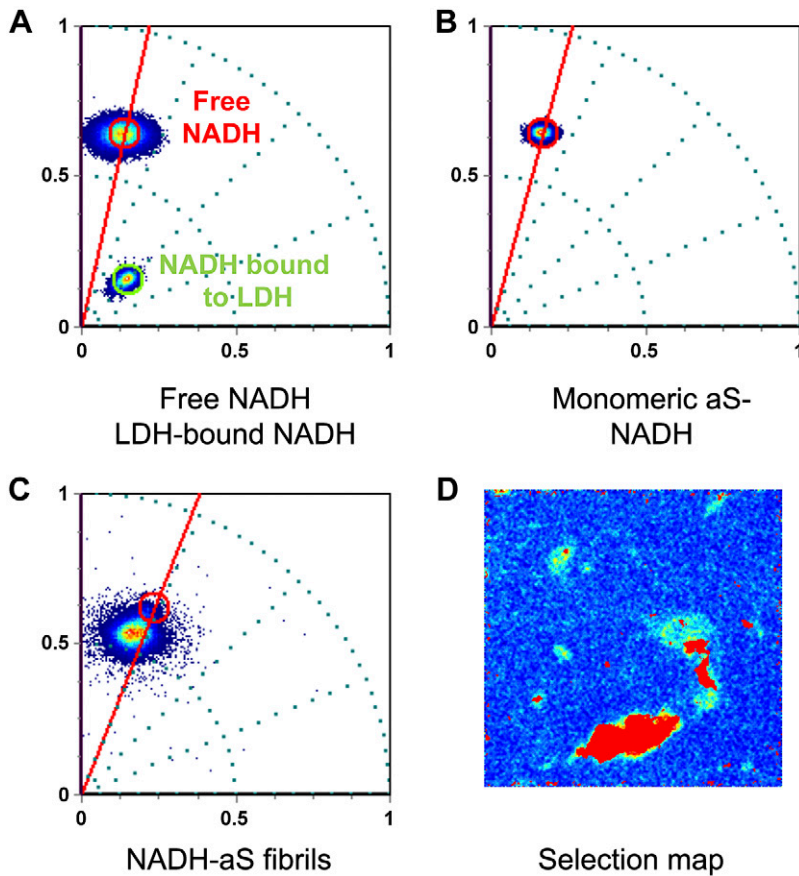 A
1
0.5
0
0
0.5
1
Free
NADH
NADH bound
to LDH
Free NADH
LDH-bound NADH
B
1
0.5
0
0
0.5
1
Monomeric aS-
NADH
C
1
0.5
0
0
0.5
1
NADH-aS fibrils
D
Selection map